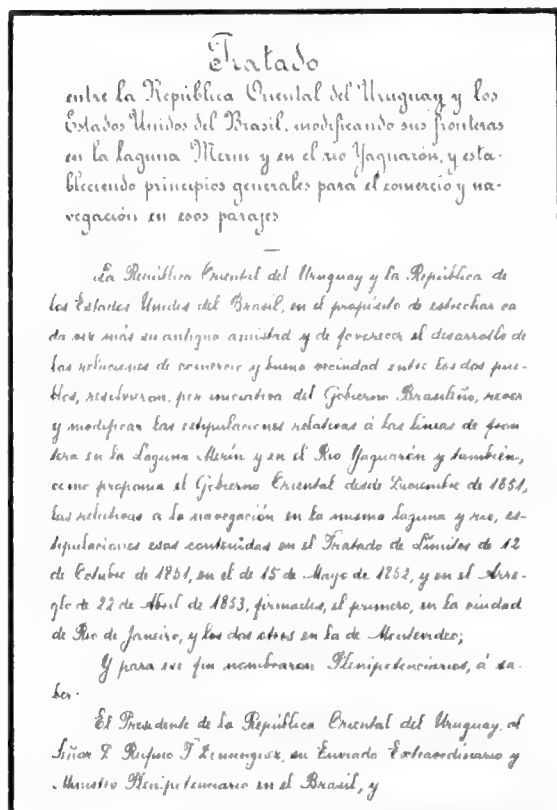 Tratado
entre la República Oriental del Uruguay y los
Estados Unidos del Brasil, modificando sus fronteras
en la laguna Merin y en el rio Yaguarón, y esta-
bleciendo principios generales para el comercio y na-
vegación en esos parajes
La República Oriental del Uruguay y la República de
los Estados Unidos del Brasil, en el propósito de estrechar ca
da vez más su antigua amistad y de favorecer el desarrollo de
las relaciones de comercio y buena vecindad entre los dos pue-
blos, resolvieron, por iniciativa del Gobierno Brasileño, rever
y modificar las estipulaciones relativas á las lineas de fron
tera en la Laguna Merin y en el Rio Yaguarón y también,
como proponia el Gobierno Oriental desde Diciembre de 1851,
las relativas a la navegación en la misma laguna y rio, es-
tipulaciones esas contenidas en el Tratado de Límites de 12
de Octubre de 1851, en el de 15 de Mayo de 1852, y en el Arre-
glo de 22 de Abril de 1853, firmados, el primero, en la ciudad
de Rio de Janeiro, y los dos otros en la de Montevideo;
Y para ese fin nombraron Plenipotenciarios, á sa-
ber.
El Presidente de la República Oriental del Uruguay, al
Señor D Rufino T Dominguez, su Enviado Extraordinario y
Ministro Plenipotenciario en el Brasil, y